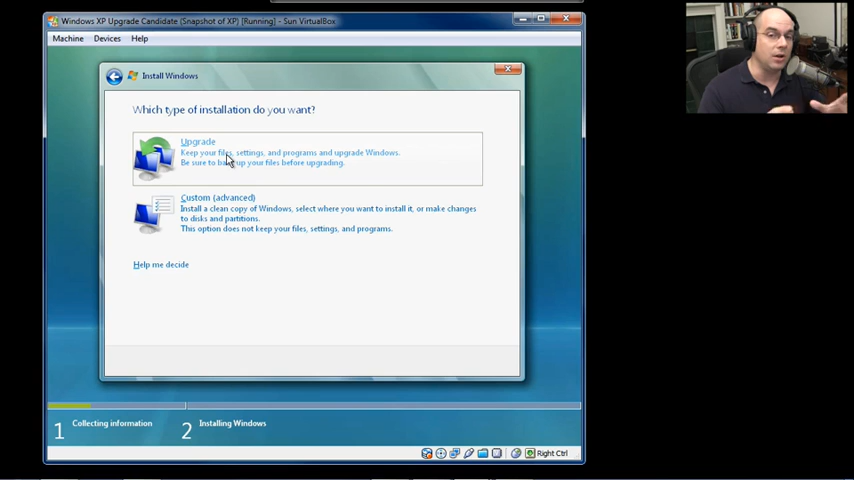 Windows XP Upgrade Candidate (Snapshot of XP) [Running] - Sun VirtualBox
Machine Devices Help
Install Windows
Which type of installation do you want?
Upgrade
Keep your files, settings, and programs and upgrade Windows.
Be sure to back up your files before upgrading.
Custom (advanced)
Install a clean copy of Windows, select where you want to install it, or make changes
to disks and partitions.
This option does not keep your files, settings, and programs.
Help me decide
1 Collecting information 2 Installing Windows
Right Ctrl